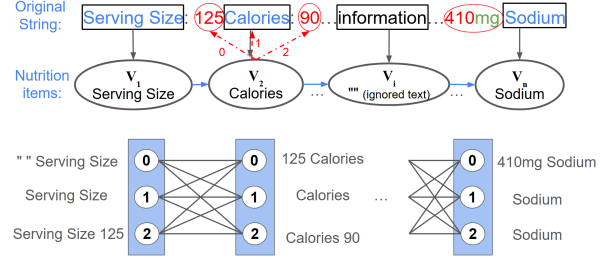 Original String: Serving Size: 125 Calories: 90...information...410mg Sodium
0 1 2
Nutrition items: V1 Serving Size V2 Calories ... Vi "" (ignored text) ... Vn Sodium
" " Serving Size 0 0 125 Calories 0 410mg Sodium
Serving Size 1 1 Calories ... 1 Sodium
Serving Size 125 2 2 Calories 90 2 Sodium